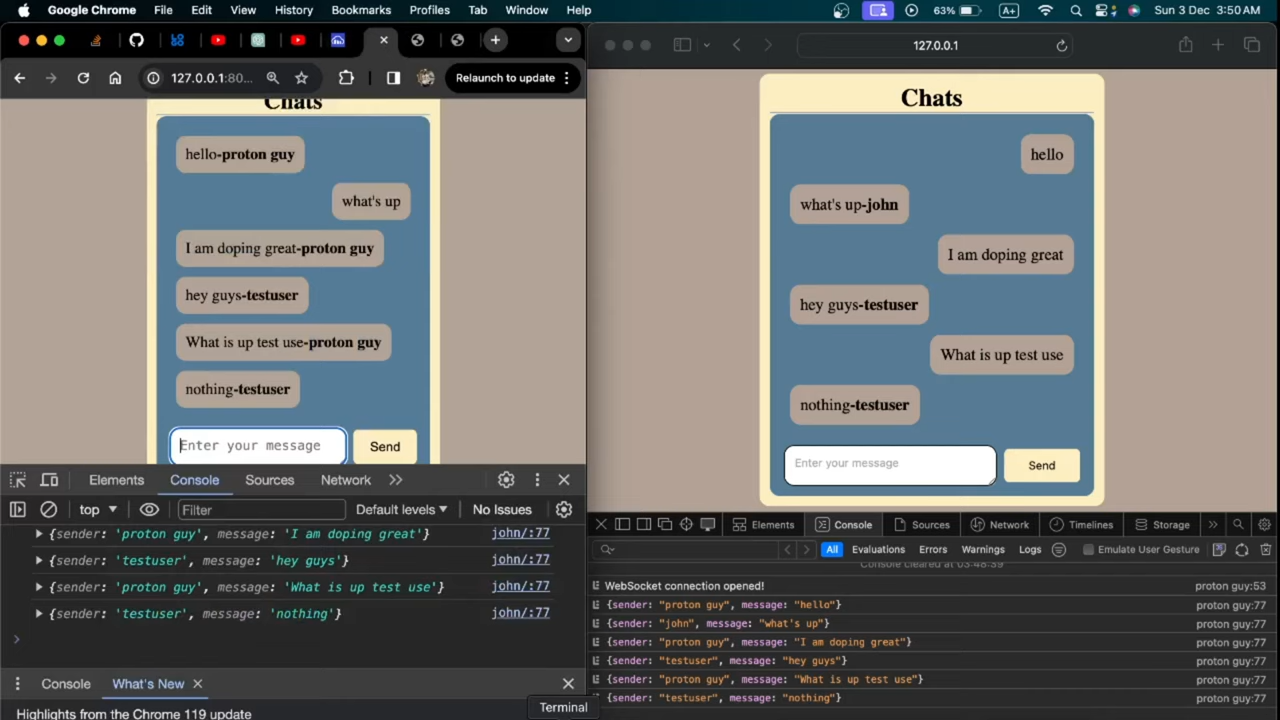 Google Chrome File Edit View History Bookmarks Profiles Tab Window Help 63% A+ Sun 3 Dec 3:50 AM
127.0.0.1:80... Relaunch to update
Chats
hello-proton guy
what's up
I am doping great-proton guy
hey guys-testuser
What is up test use-proton guy
nothing-testuser
Enter your message Send
Elements Console Sources Network
top Filter Default levels No Issues
{sender: 'proton guy', message: 'I am doping great'} john/:77
{sender: 'testuser', message: 'hey guys'} john/:77
{sender: 'proton guy', message: 'What is up test use'} john/:77
{sender: 'testuser', message: 'nothing'} john/:77
Console What's New
Highlights from the Chrome 119 update
Terminal
127.0.0.1
Chats
hello
what's up-john
I am doping great
hey guys-testuser
What is up test use
nothing-testuser
Enter your message Send
Elements Console Sources Network Timelines Storage
All Evaluations Errors Warnings Logs Emulate User Gesture
Console cleared at 03:48:39
WebSocket connection opened! proton guy:53
{sender: "proton guy", message: "hello"} proton guy:77
{sender: "john", message: "what's up"} proton guy:77
{sender: "proton guy", message: "I am doping great"} proton guy:77
{sender: "testuser", message: "hey guys"} proton guy:77
{sender: "proton guy", message: "What is up test use"} proton guy:77
{sender: "testuser", message: "nothing"} proton guy:77